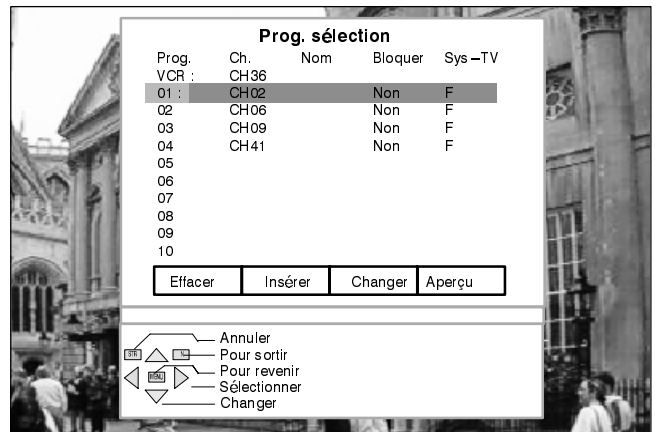 Prog. sélection
Prog. Ch. Nom Bloquer Sys–TV
VCR : CH36
01 : CH02 Non F
02 CH06 Non F
03 CH09 Non F
04 CH41 Non F
05
06
07
08
09
10
Effacer Insérer Changer Aperçu
Annuler
STR N Pour sortir
MENU Pour revenir
Sélectionner
Changer